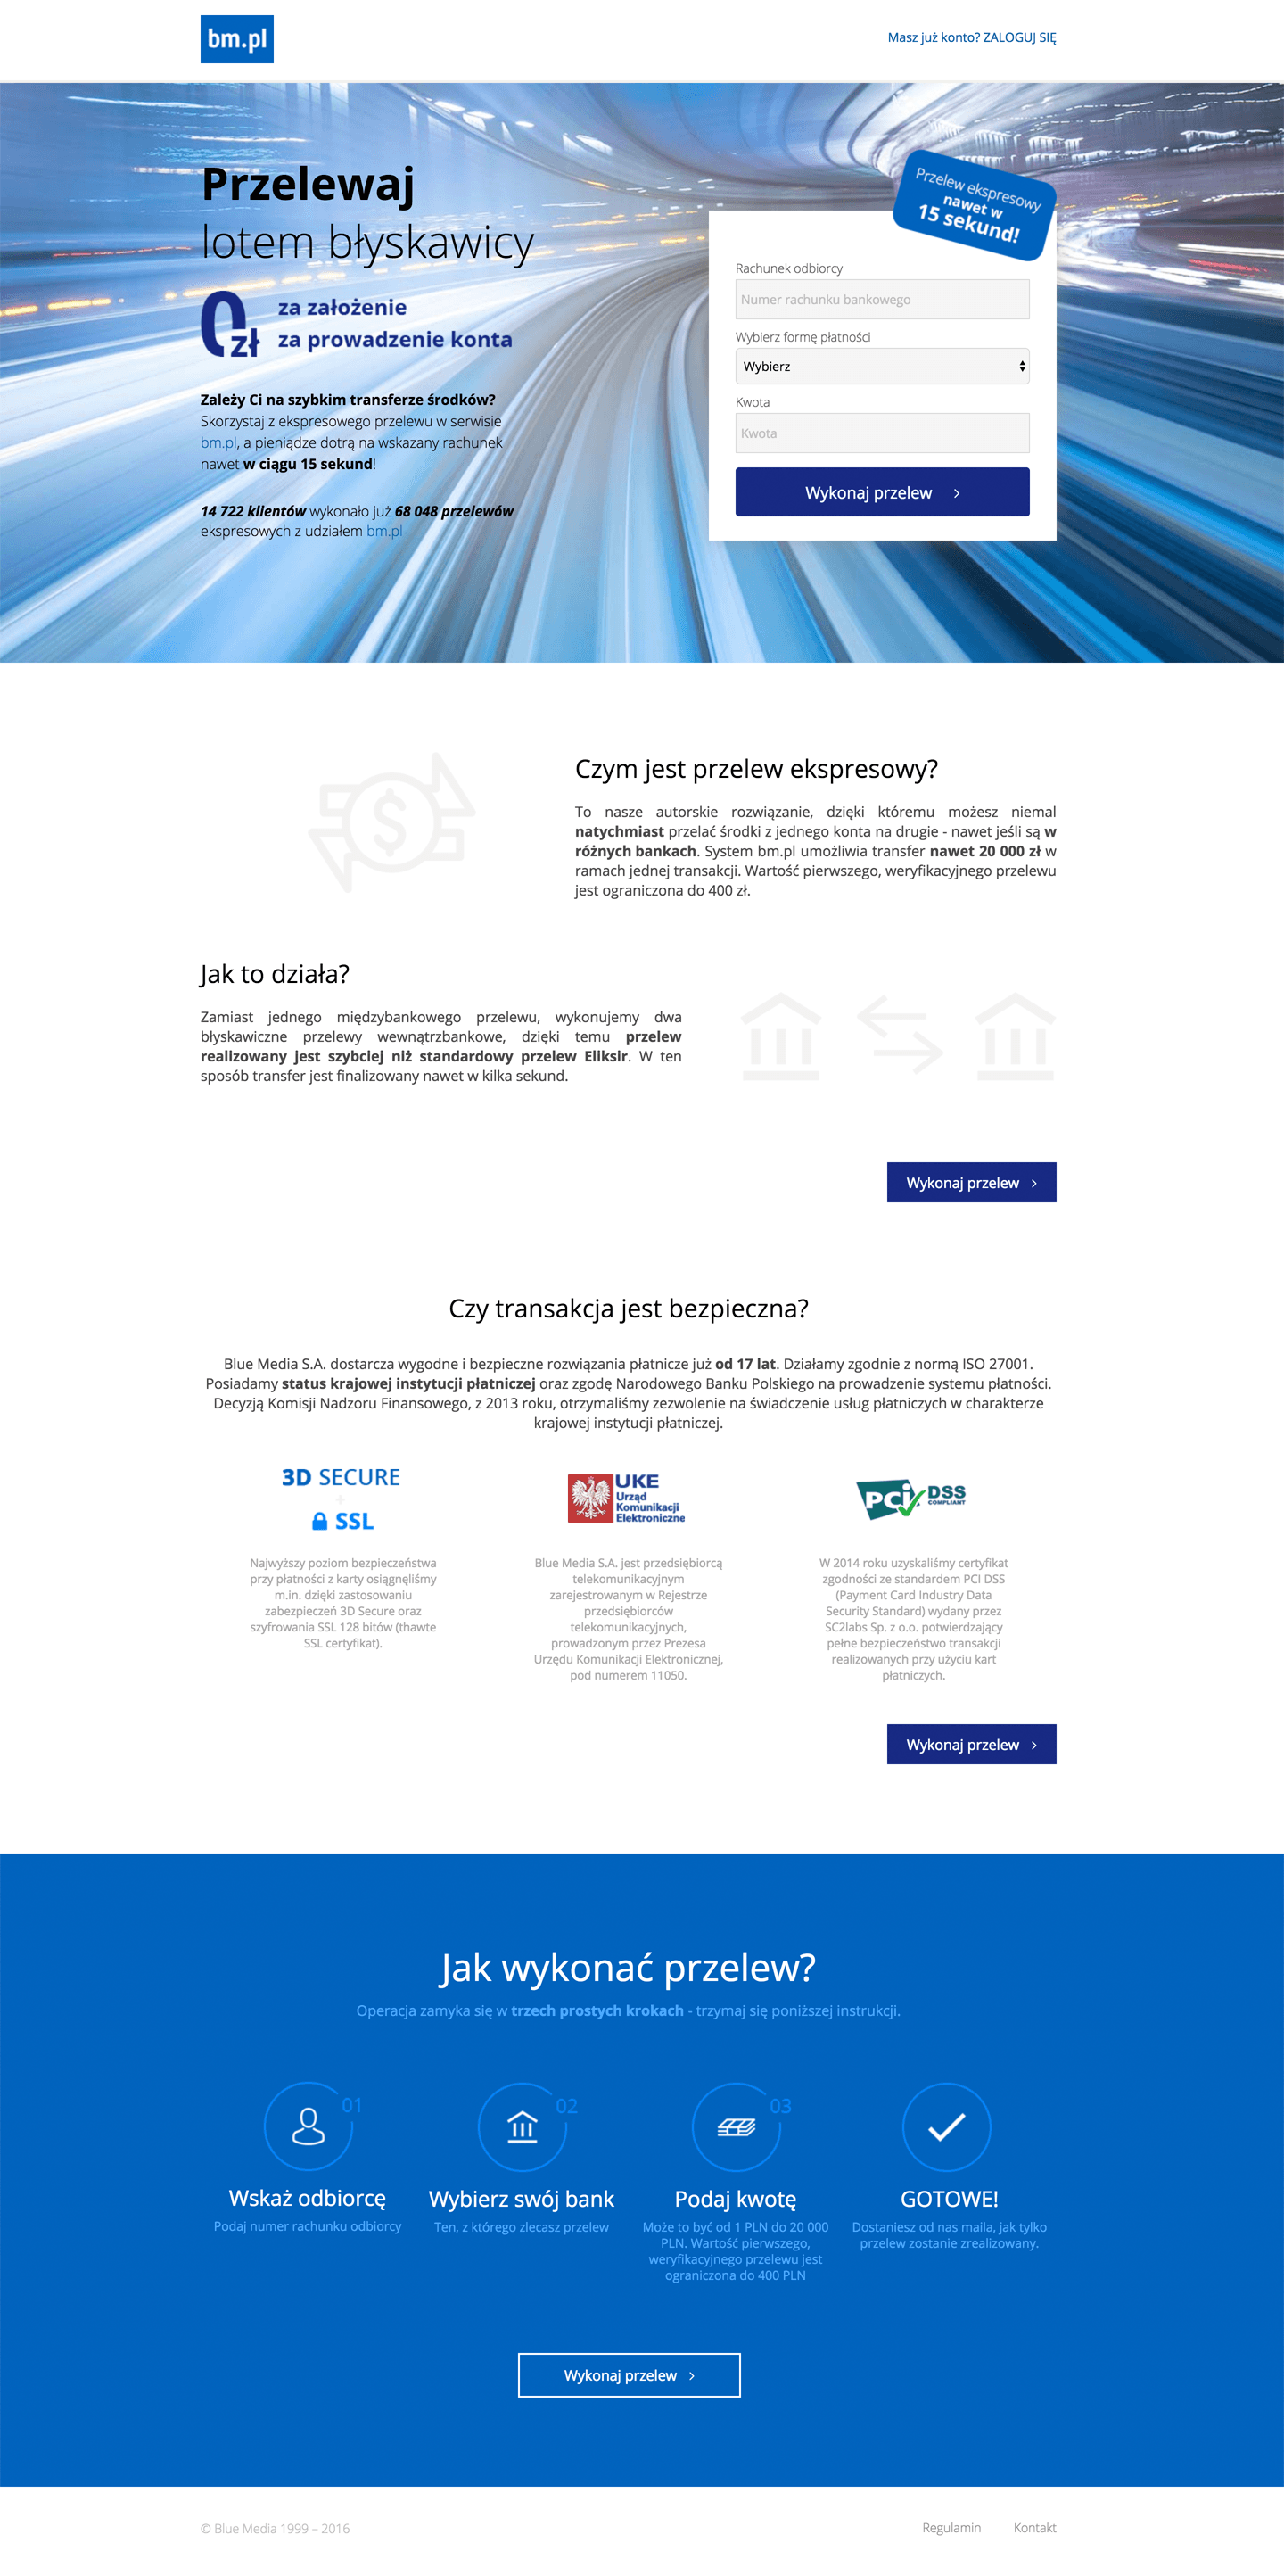 bm.pl
Masz już konto? ZALOGUJ SIĘ
Przelewaj
lotem błyskawicy
0 zł
za założenie
za prowadzenie konta
Zależy Ci na szybkim transferze środków?
Skorzystaj z ekspresowego przelewu w serwisie
bm.pl, a pieniądze dotrą na wskazany rachunek
nawet w ciągu 15 sekund!
14 722 klientów wykonało już 68 048 przelewów
ekspresowych z udziałem bm.pl
Przelew ekspresowy
nawet w
15 sekund!
Rachunek odbiorcy
Numer rachunku bankowego
Wybierz formę płatności
Wybierz
Kwota
Kwota
Wykonaj przelew
Czym jest przelew ekspresowy?
To nasze autorskie rozwiązanie, dzięki któremu możesz niemal
natychmiast przelać środki z jednego konta na drugie - nawet jeśli są w
różnych bankach. System bm.pl umożliwia transfer nawet 20 000 zł w
ramach jednej transakcji. Wartość pierwszego, weryfikacyjnego przelewu
jest ograniczona do 400 zł.
Jak to działa?
Zamiast jednego międzybankowego przelewu, wykonujemy dwa
błyskawiczne przelewy wewnątrzbankowe, dzięki temu przelew
realizowany jest szybciej niż standardowy przelew Eliksir. W ten
sposób transfer jest finalizowany nawet w kilka sekund.
Wykonaj przelew
Czy transakcja jest bezpieczna?
Blue Media S.A. dostarcza wygodne i bezpieczne rozwiązania płatnicze już od 17 lat. Działamy zgodnie z normą ISO 27001.
Posiadamy status krajowej instytucji płatniczej oraz zgodę Narodowego Banku Polskiego na prowadzenie systemu płatności.
Decyzją Komisji Nadzoru Finansowego, z 2013 roku, otrzymaliśmy zezwolenie na świadczenie usług płatniczych w charakterze
krajowej instytucji płatniczej.
3D SECURE
+
SSL
Najwyższy poziom bezpieczeństwa
przy płatności z karty osiągnęliśmy
m.in. dzięki zastosowaniu
zabezpieczeń 3D Secure oraz
szyfrowania SSL 128 bitów (thawte
SSL certyfikat).
UKE
Urząd
Komunikacji
Elektroniczne
Blue Media S.A. jest przedsiębiorcą
telekomunikacyjnym
zarejestrowanym w Rejestrze
przedsiębiorców
telekomunikacyjnych,
prowadzonym przez Prezesa
Urzędu Komunikacji Elektronicznej,
pod numerem 11050.
PCI DSS
COMPLIANT
W 2014 roku uzyskaliśmy certyfikat
zgodności ze standardem PCI DSS
(Payment Card Industry Data
Security Standard) wydany przez
SC2labs Sp. z o.o. potwierdzający
pełne bezpieczeństwo transakcji
realizowanych przy użyciu kart
płatniczych.
Wykonaj przelew
Jak wykonać przelew?
Operacja zamyka się w trzech prostych krokach - trzymaj się poniższej instrukcji.
01
Wskaż odbiorcę
Podaj numer rachunku odbiorcy
02
Wybierz swój bank
Ten, z którego zlecasz przelew
03
Podaj kwotę
Może to być od 1 PLN do 20 000
PLN. Wartość pierwszego,
weryfikacyjnego przelewu jest
ograniczona do 400 PLN
GOTOWE!
Dostaniesz od nas maila, jak tylko
przelew zostanie zrealizowany.
Wykonaj przelew
© Blue Media 1999 – 2016
Regulamin
Kontakt